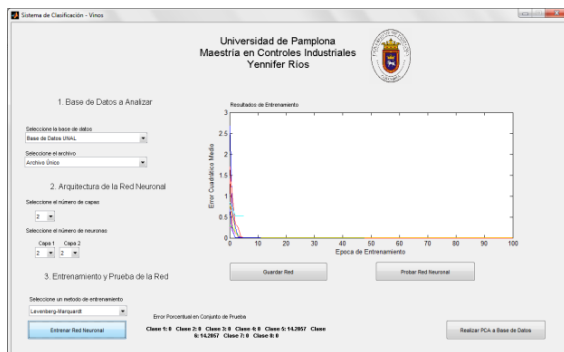 Sistema de Clasificación - Vinos
Universidad de Pamplona
Maestria en Controles Industriales
Yennifer Ríos
1. Base de Datos a Analizar
Seleccione la base de datos
Base de Datos UNAL
Seleccione el archivo
Archivo Único
2. Arquitectura de la Red Neuronal
Seleccione el número de capas
2
Seleccione el número de neuronas
Capa 1 Capa 2
2 2
3. Entrenamiento y Prueba de la Red
Seleccione un metodo de entrenamiento
Levenberg-Marquardt
Entrenar Red Neuronal
Resultados de Entrenamiento
Error Cuadrática Media
3
2.5
2
1.5
1
0.5
0
0 10 20 30 40 50 60 70 80 90 100
Epoca de Entrenamiento
Guardar Red
Probar Red Neuronal
Error Porcentual en Conjunto de Prueba
Clase 1: 0 Clase 2: 0 Clase 3: 0 Clase 4: 0 Clase 5: 14.2857 Clase
6: 14.2857 Clase 7: 0 Clase 8: 0
Realizar PCA a Base de Datos